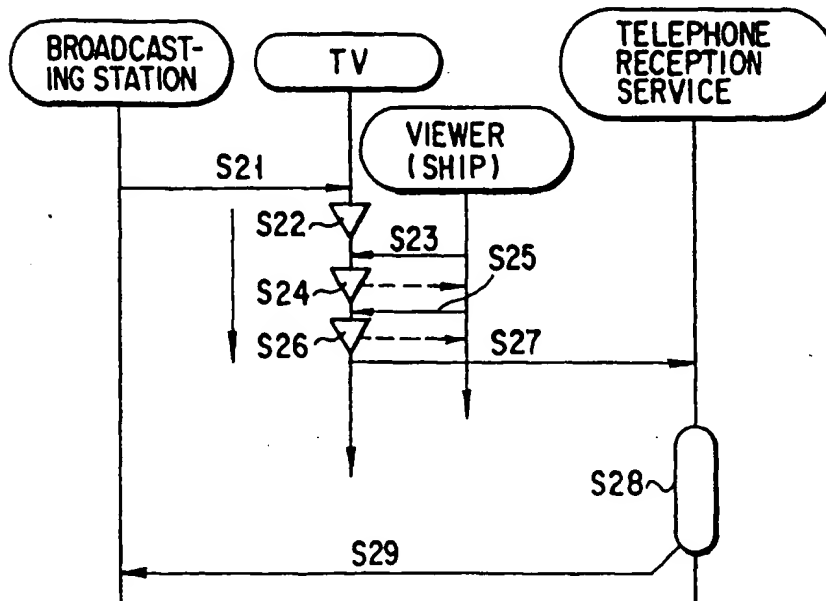 BROADCAST-
ING STATION
TV
TELEPHONE
RECEPTION
SERVICE
VIEWER
(SHIP)
S21
S22
S23
S25
S24
S26
S27
S28
S29